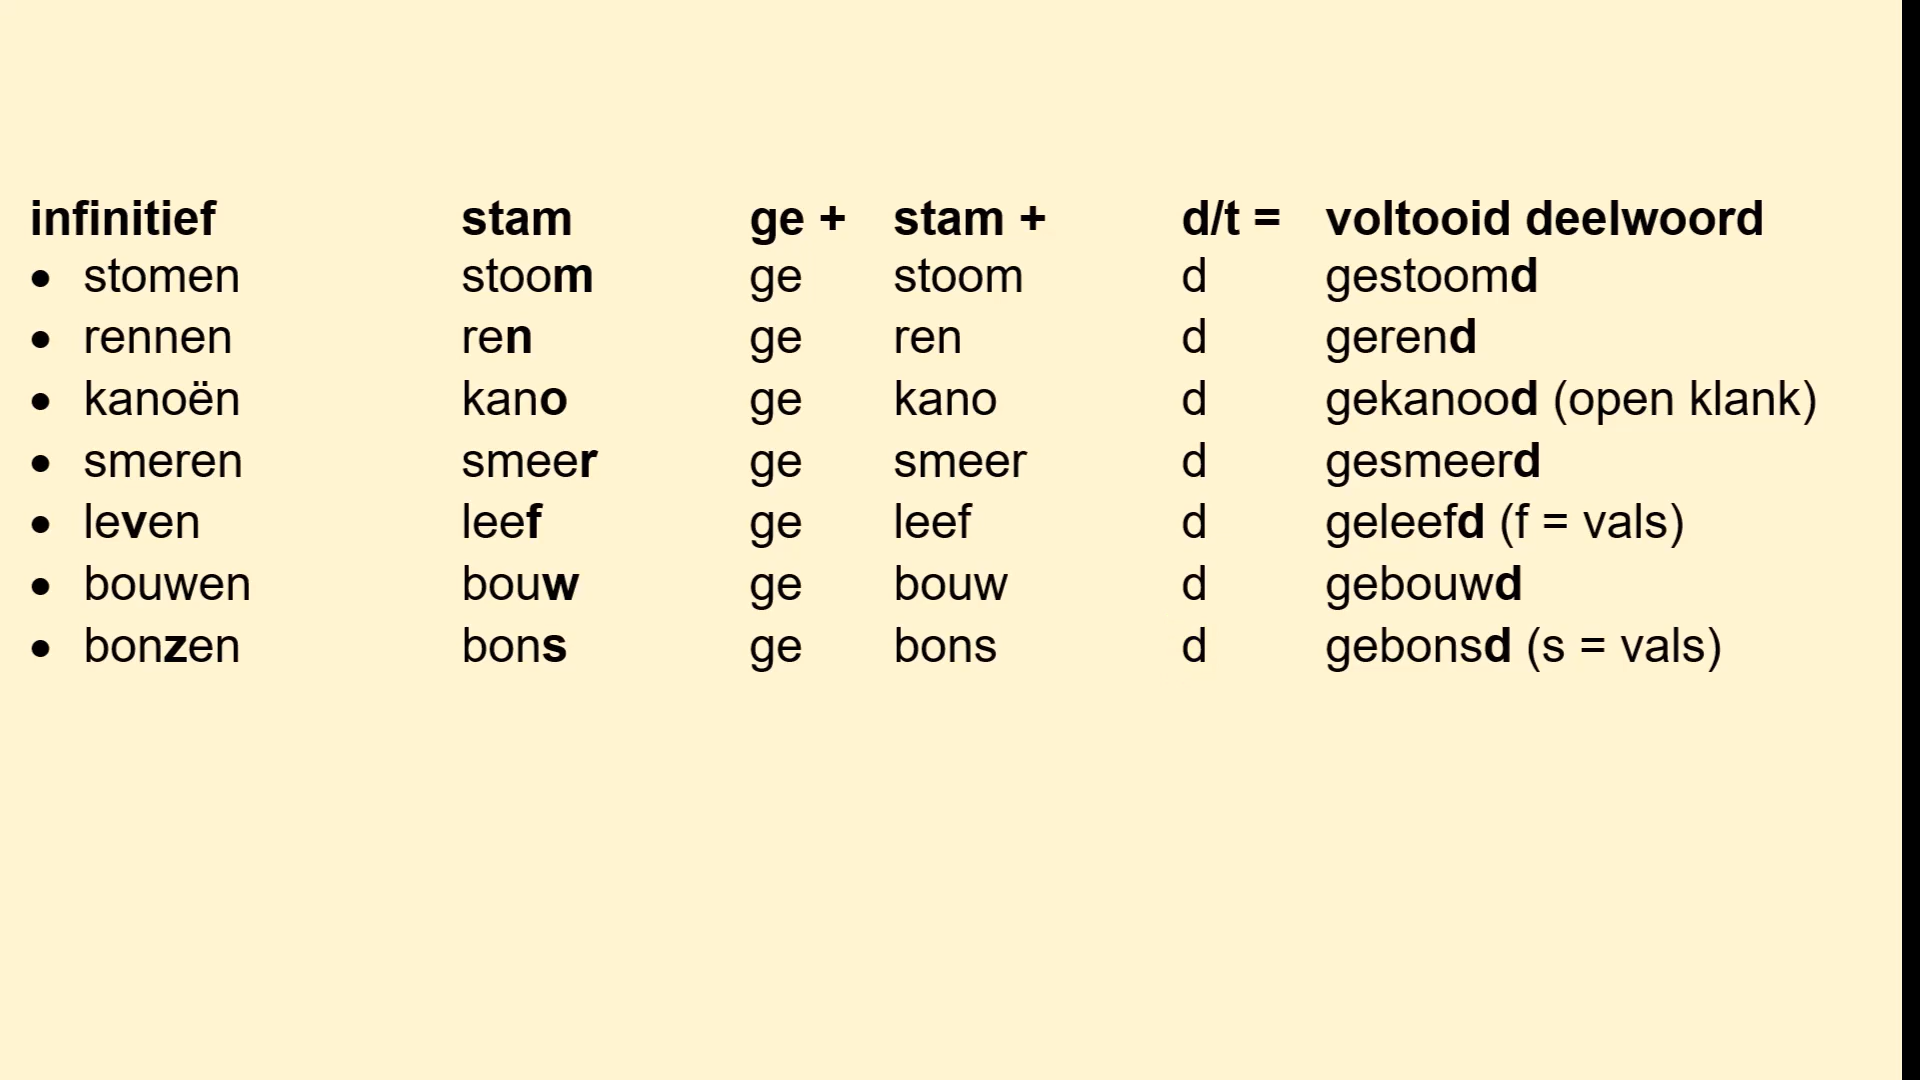 infinitief stam ge + stam + d/t = voltooid deelwoord
• stomen stoom ge stoom d gestoomd
• rennen ren ge ren d gerend
• kanoën kano ge kano d gekanood (open klank)
• smeren smeer ge smeer d gesmeerd
• leven leef ge leef d geleefd (f = vals)
• bouwen bouw ge bouw d gebouwd
• bonzen bons ge bons d gebonsd (s = vals)